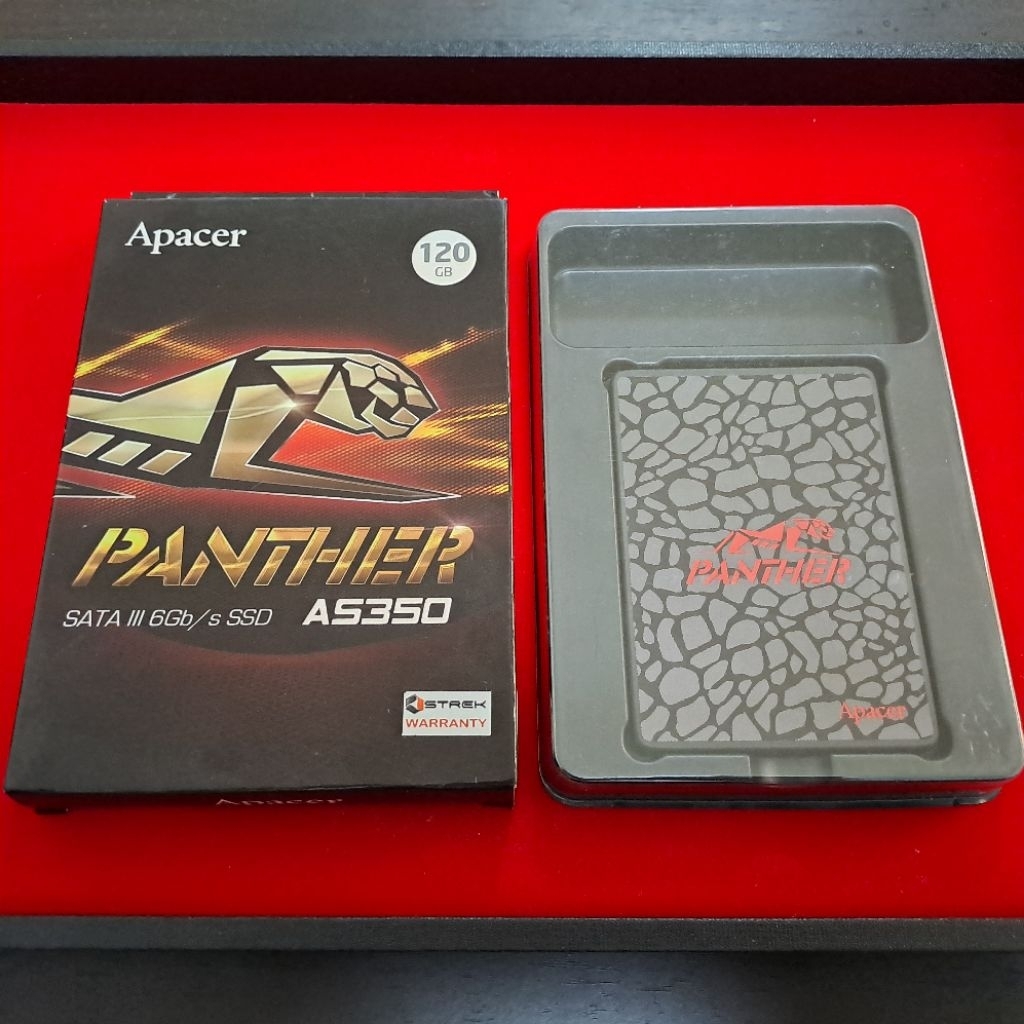 Apacer
120
GB
PANTHER
SATA III 6Gb/s SSD AS350
STREK
WARRANTY
Apacer
PANTHER
Apacer